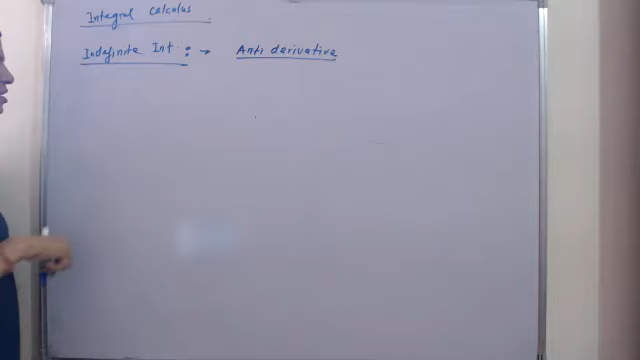 Integral Calculus.
Indefinite Int : → Anti derivative